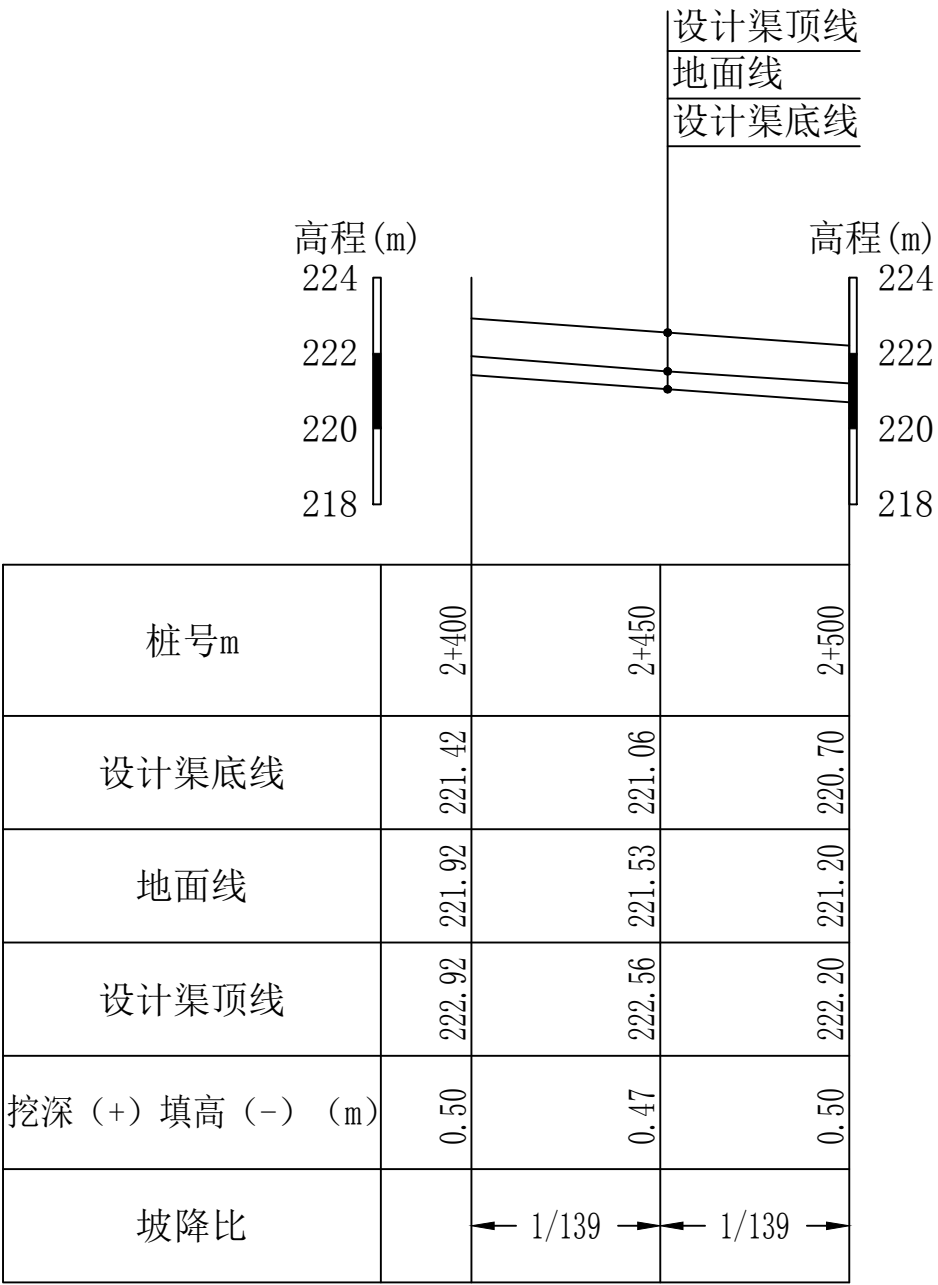 设计渠顶线
地面线
设计渠底线
高程(m)
高程(m)
224
222
220
218
224
222
220
218
桩号m 2+400 2+450 2+500
设计渠底线 221.42 221.06 220.70
地面线 221.92 221.53 221.20
设计渠顶线 222.92 222.56 222.20
挖深（+）填高（-）（m） 0.50 0.47 0.50
坡降比 1/139 1/139